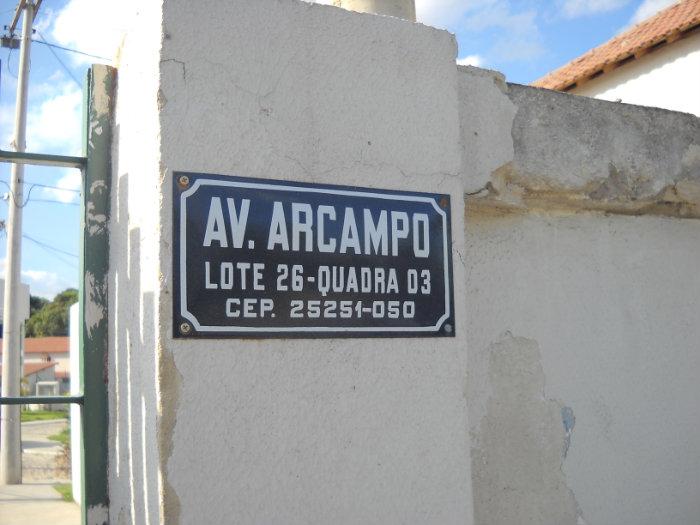 AV. ARCAMPO
LOTE 26-QUADRA 03
CEP. 25251-050